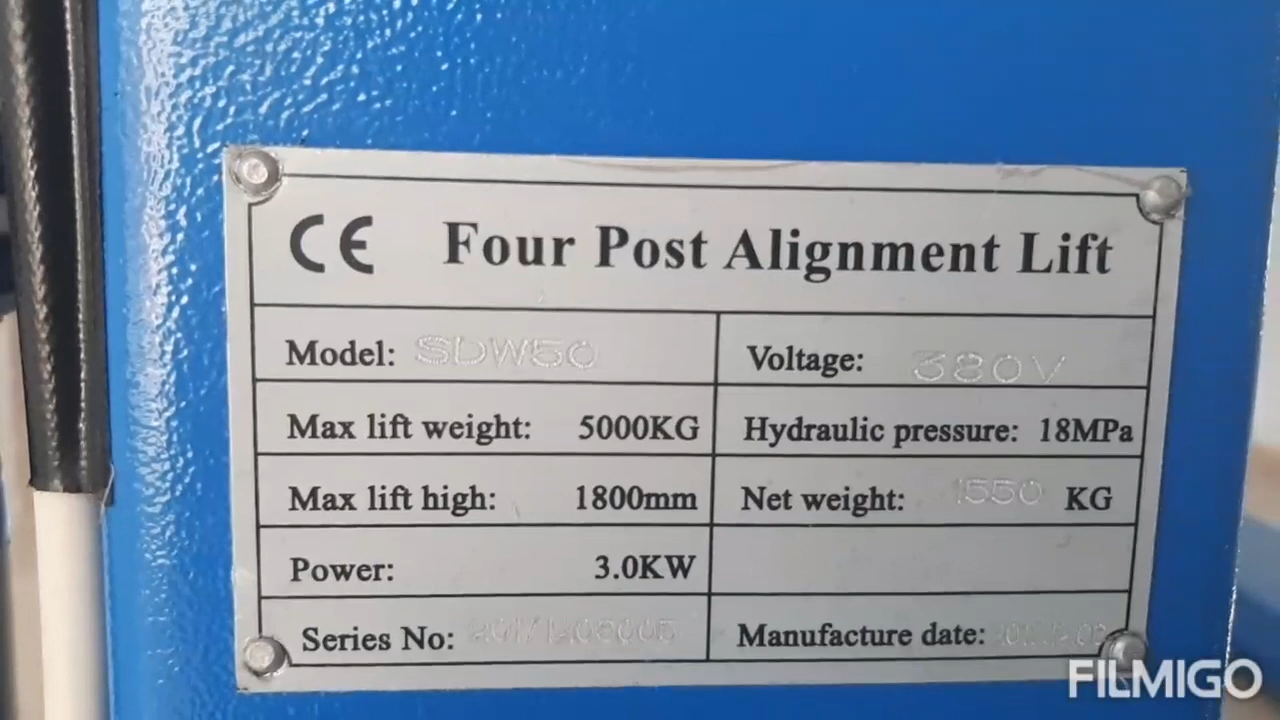 CE Four Post Alignment Lift
Model: SDW50 Voltage: 380V
Max lift weight: 5000KG Hydraulic pressure: 18MPa
Max lift high: 1800mm Net weight: 1550 KG
Power: 3.0KW
Series No: Manufacture date:
FILMIGO